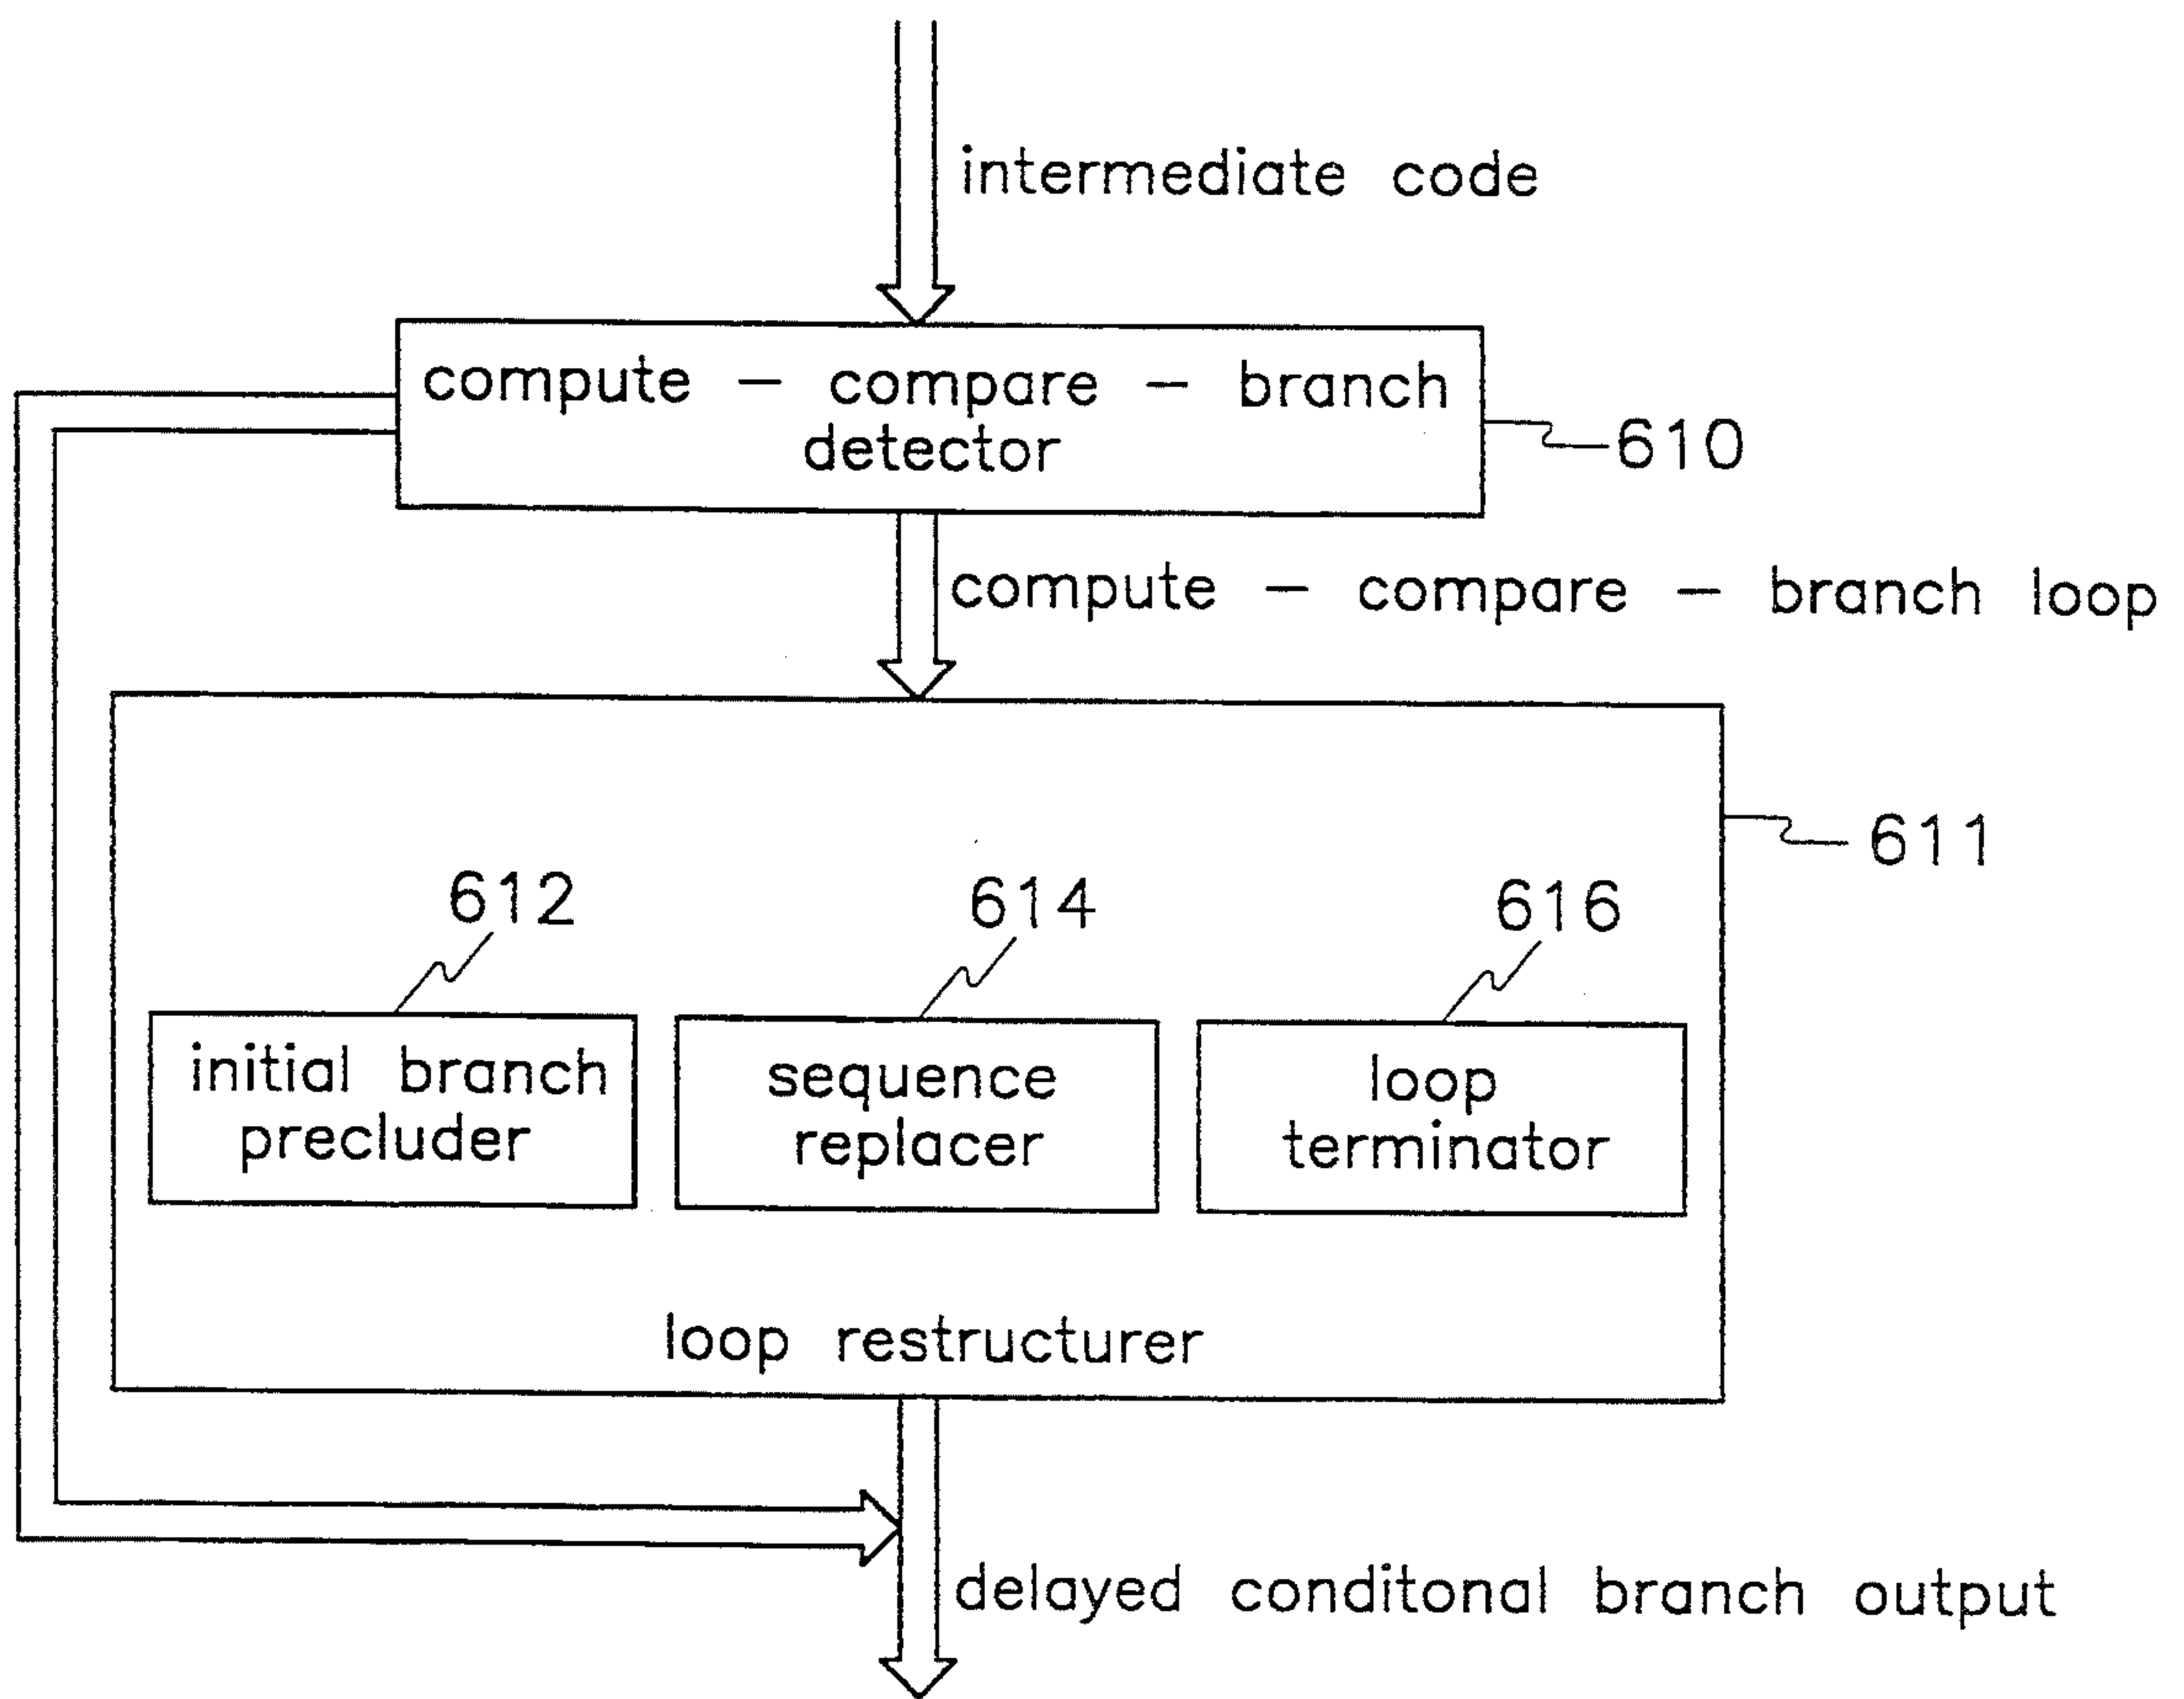 intermediate code
compute - compare - branch
detector
610
compute - compare - branch loop
611
612
614
616
initial branch
precluder
sequence
replacer
loop
terminator
loop restructurer
delayed conditonal branch output